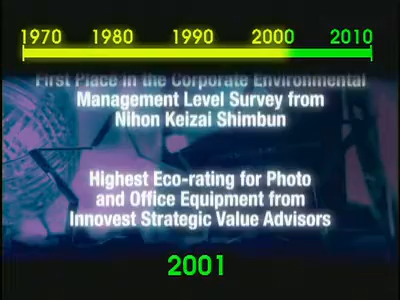 1970 1980 1990 2000 2010
First Place in the Corporate Environmental
Management Level Survey from
Nihon Keizai Shimbun
Highest Eco-rating for Photo
and Office Equipment from
Innovest Strategic Value Advisors
2001